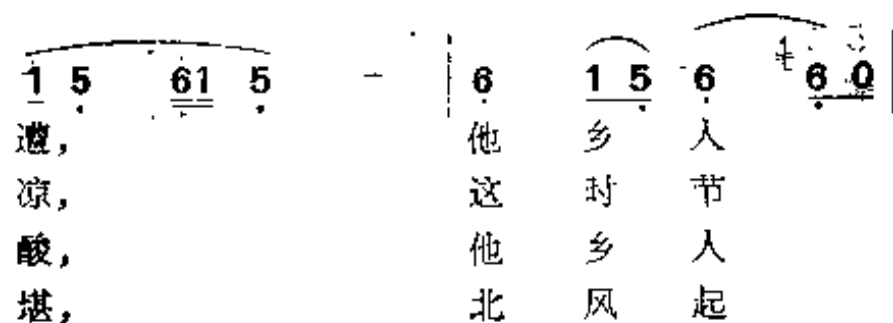 1 5 61 5 - 6 1 5 6 6 0
遭， 他 乡 人
凉， 这 时 节
酸， 他 乡 人
堪， 北 风 起